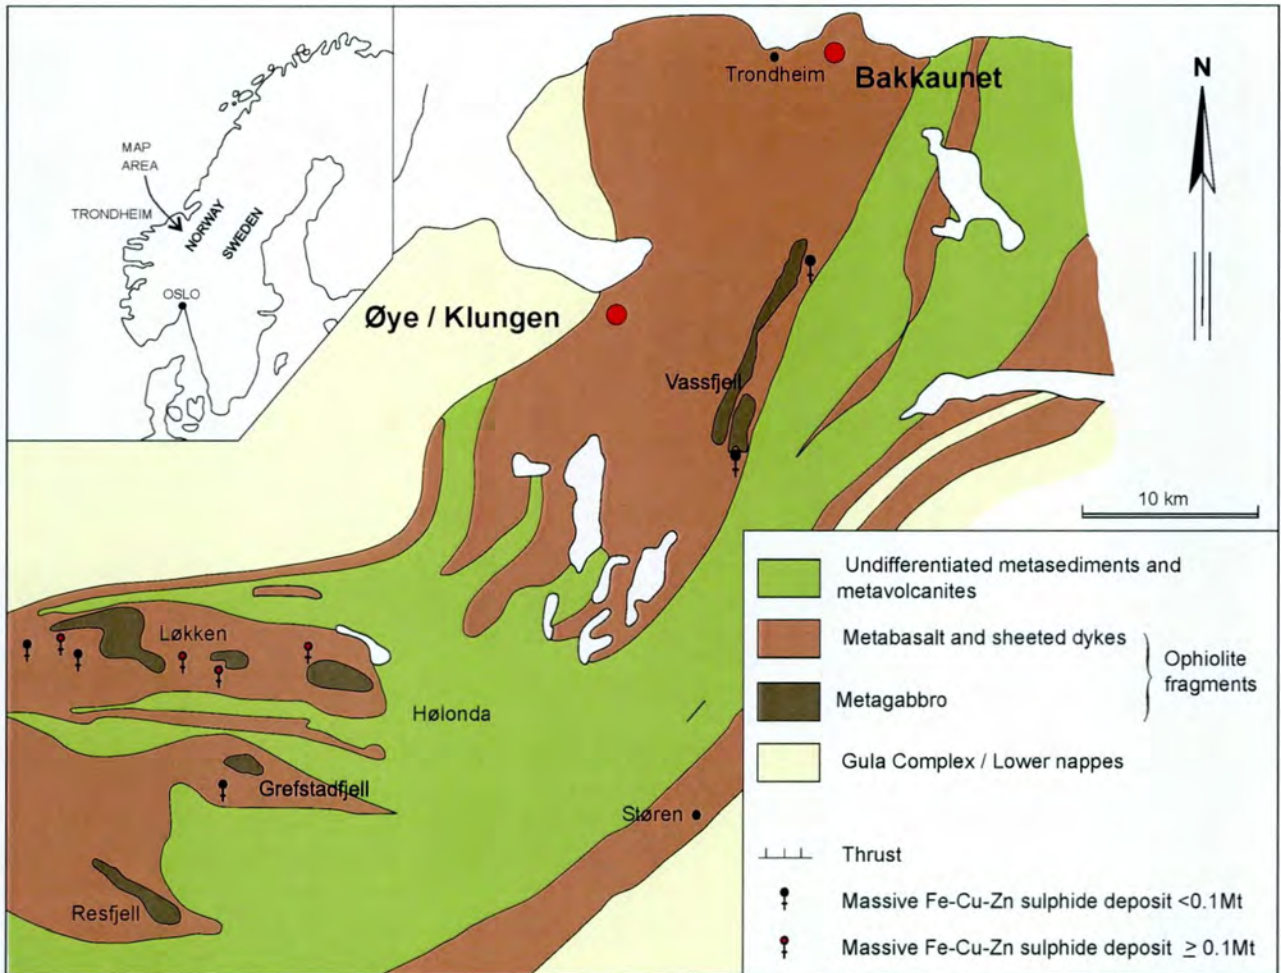 MAP
AREA
TRONDHEIM
NORWAY
SWEDEN
OSLO
Trondheim
Bakkaunet
N
Øye / Klungen
Vassfjell
10 km
Løkken
Hølonda
Grefstadfjell
Støren
Resfjell
Undifferentiated metasediments and
metavolcanites
Metabasalt and sheeted dykes
Ophiolite
fragments
Metagabbro
Gula Complex / Lower nappes
Thrust
Massive Fe-Cu-Zn sulphide deposit <0.1Mt
Massive Fe-Cu-Zn sulphide deposit ≥ 0.1Mt